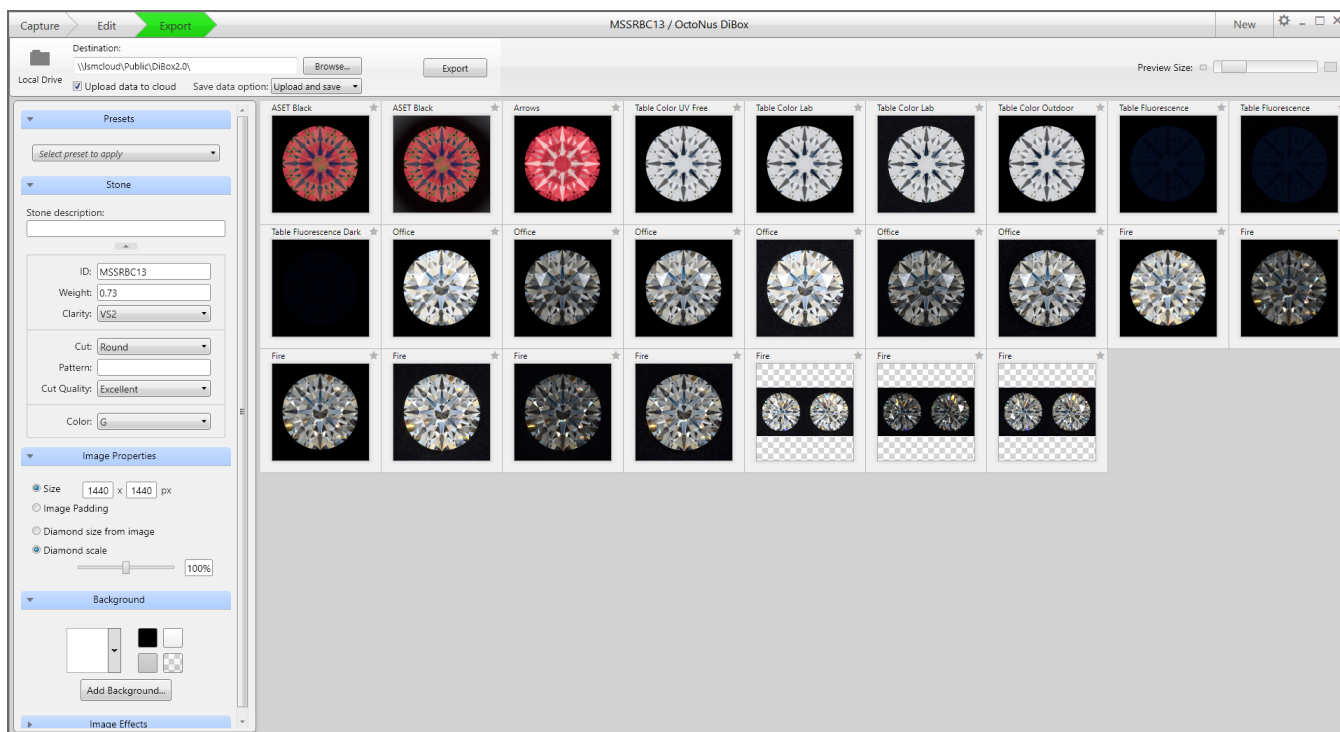 Capture Edit Export MSSRBC13 / OctoNus DiBox New
Destination:
\\lsmcloud\Public\DiBox2.0\ Browse... Export
Local Drive
Upload data to cloud Save data option: Upload and save
Preview Size:
Presets
Select preset to apply
Stone
Stone description:
ID: MSSRBC13
Weight: 0.73
Clarity: VS2
Cut: Round
Pattern:
Cut Quality: Excellent
Color: G
Image Properties
Size 1440 x 1440 px
Image Padding
Diamond size from image
Diamond scale
100%
Background
Add Background...
Image Effects
ASET Black ASET Black Arrows Table Color UV Free Table Color Lab Table Color Lab Table Color Outdoor Table Fluorescence Table Fluorescence
Table Fluorescence Dark Office Office Office Office Office Office Fire Fire
Fire Fire Fire Fire Fire Fire Fire